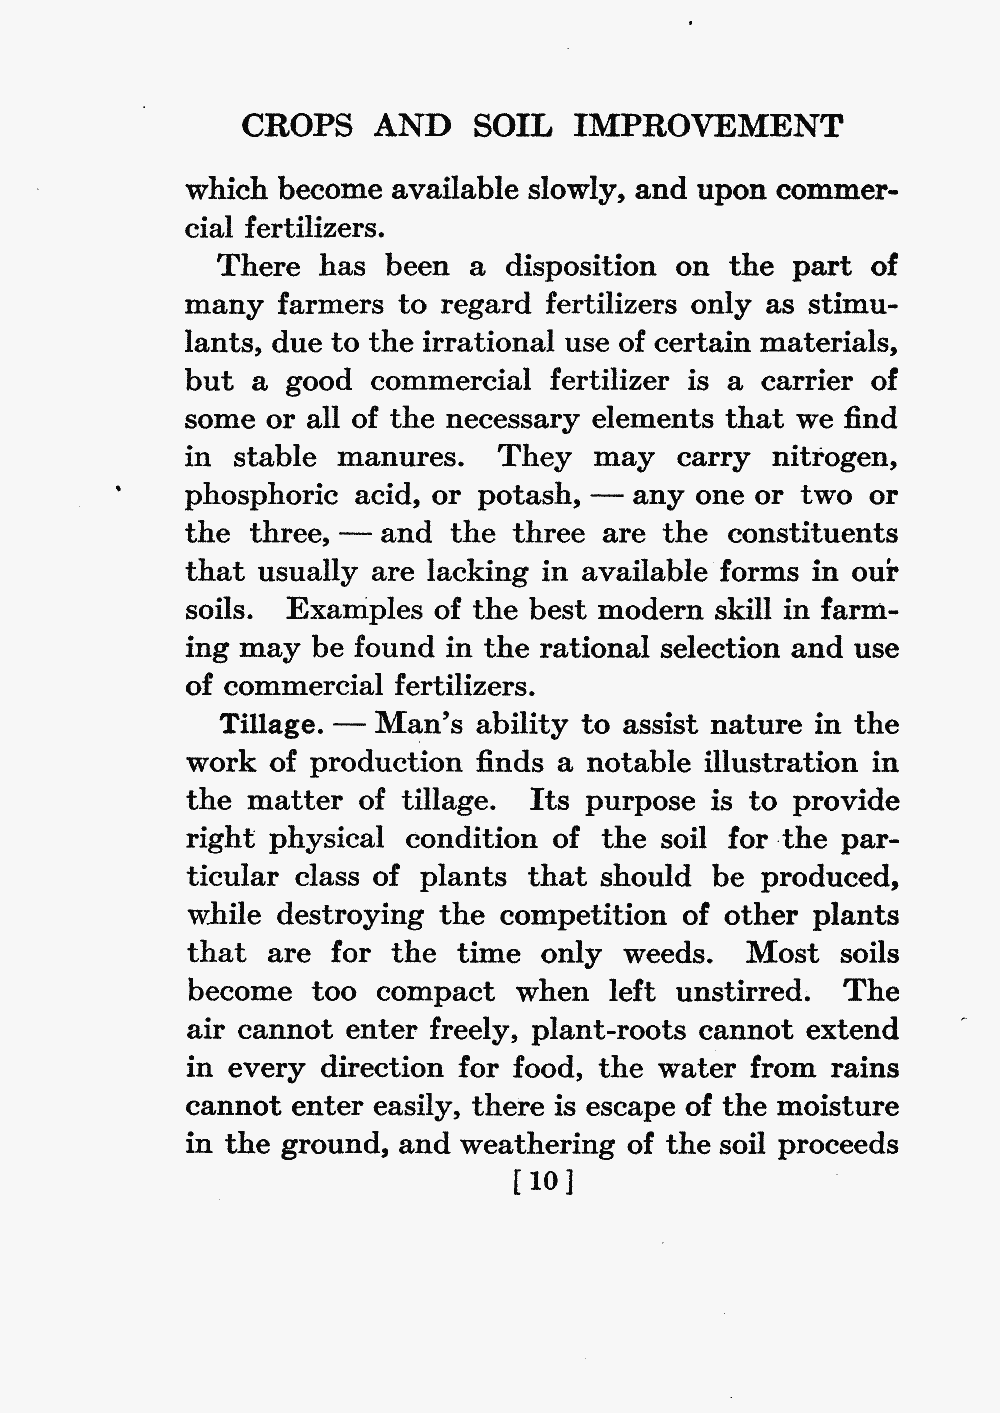 CROPS AND SOIL IMPROVEMENT
which become available slowly, and upon commer-
cial fertilizers.
There has been a disposition on the part of
many farmers to regard fertilizers only as stimu-
lants, due to the irrational use of certain materials,
but a good commercial fertilizer is a carrier of
some or all of the necessary elements that we find
in stable manures. They may carry nitrogen,
phosphoric acid, or potash, — any one or two or
the three, — and the three are the constituents
that usually are lacking in available forms in our
soils. Examples of the best modern skill in farm-
ing may be found in the rational selection and use
of commercial fertilizers.
Tillage. — Man's ability to assist nature in the
work of production finds a notable illustration in
the matter of tillage. Its purpose is to provide
right physical condition of the soil for the par-
ticular class of plants that should be produced,
while destroying the competition of other plants
that are for the time only weeds. Most soils
become too compact when left unstirred. The
air cannot enter freely, plant-roots cannot extend
in every direction for food, the water from rains
cannot enter easily, there is escape of the moisture
in the ground, and weathering of the soil proceeds
[ 10 ]